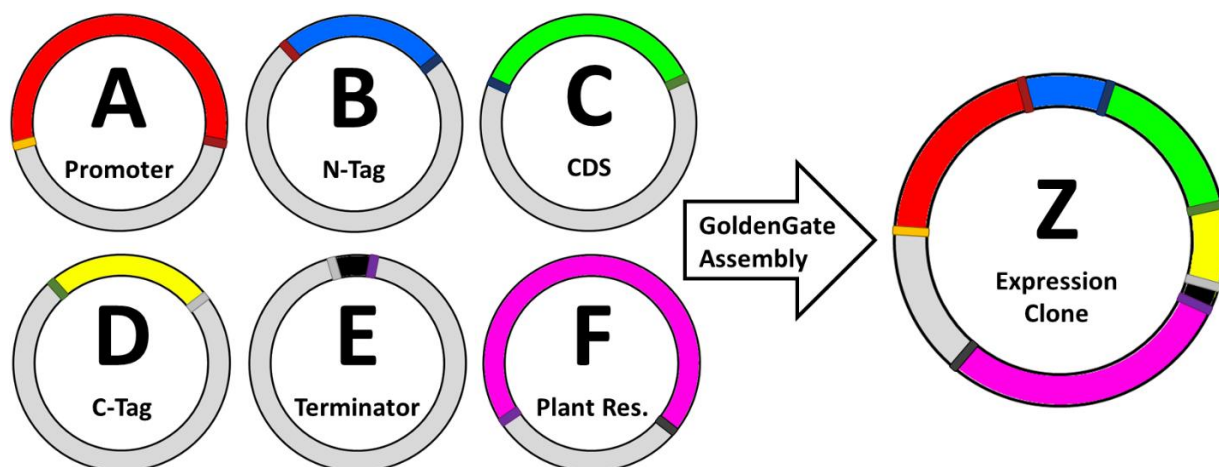 A
Promoter
B
N-Tag
C
CDS
D
C-Tag
E
Terminator
F
Plant Res.
GoldenGate
Assembly
Z
Expression
Clone